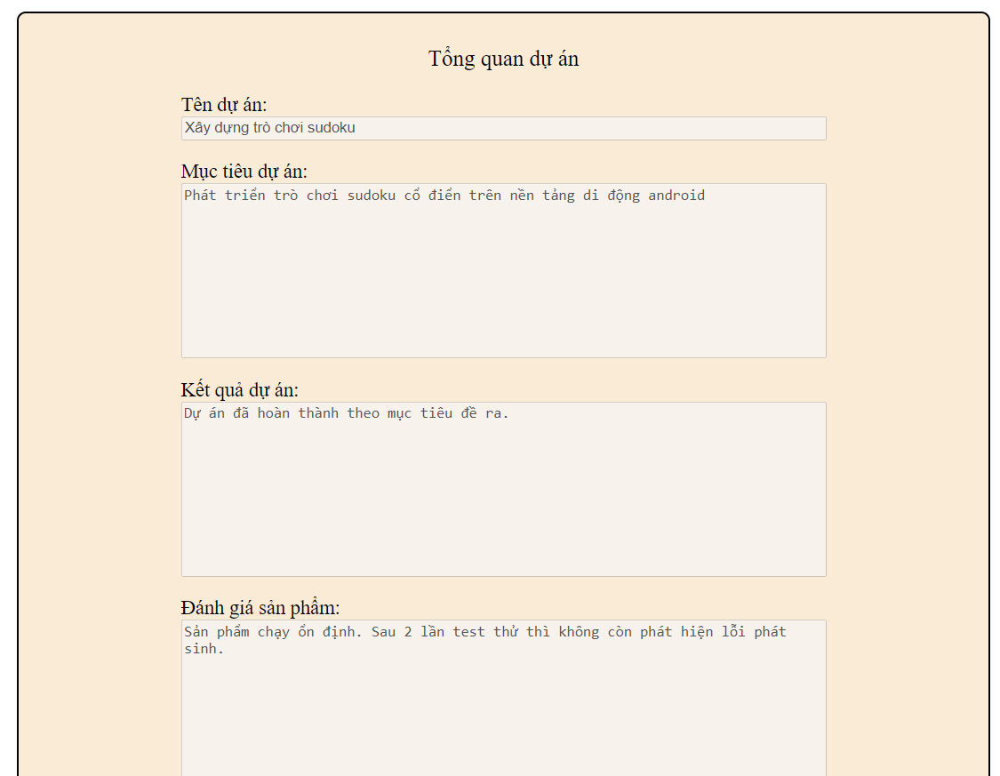 Tổng quan dự án
Tên dự án:
Xây dựng trò chơi sudoku
Mục tiêu dự án:
Phát triển trò chơi sudoku cổ điển trên nền tảng di động android
Kết quả dự án:
Dự án đã hoàn thành theo mục tiêu đề ra.
Đánh giá sản phẩm:
Sản phẩm chạy ổn định. Sau 2 lần test thử thì không còn phát hiện lỗi phát
sinh.